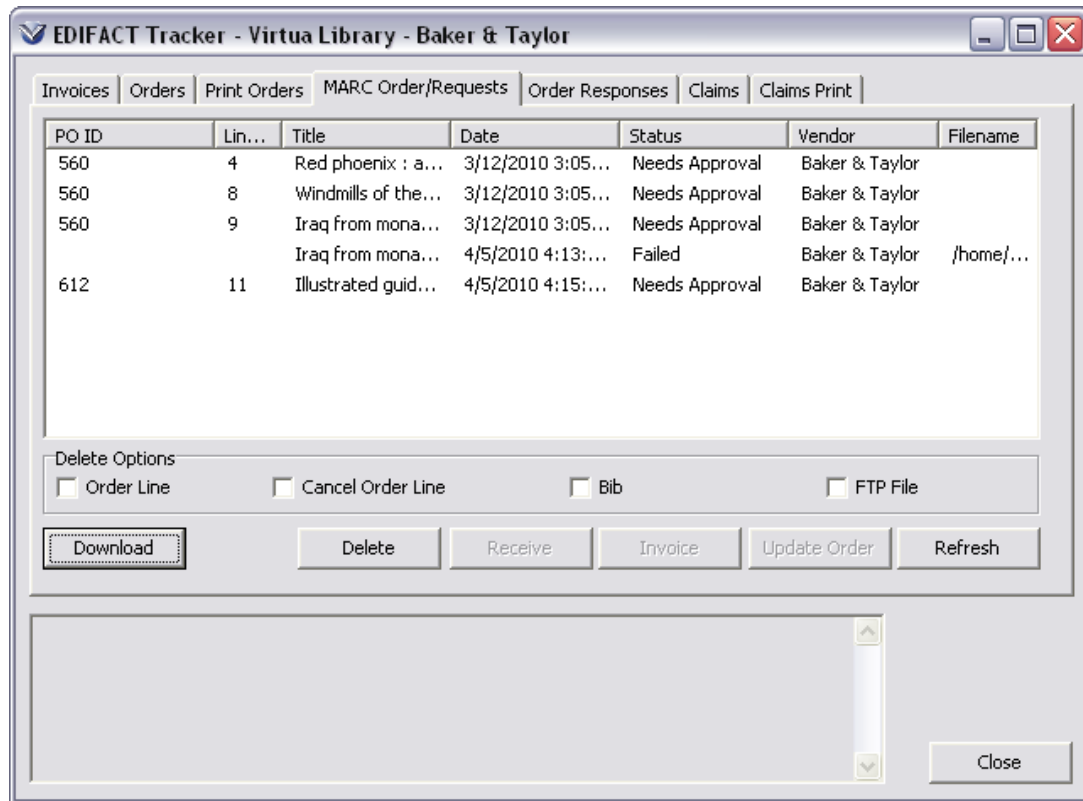 EDIFACT Tracker - Virtua Library - Baker & Taylor
Invoices Orders Print Orders MARC Order/Requests Order Responses Claims Claims Print
PO ID Lin... Title Date Status Vendor Filename
560 4 Red phoenix : a... 3/12/2010 3:05... Needs Approval Baker & Taylor
560 8 Windmills of the... 3/12/2010 3:05... Needs Approval Baker & Taylor
560 9 Iraq from mona... 3/12/2010 3:05... Needs Approval Baker & Taylor
Iraq from mona... 4/5/2010 4:13:... Failed Baker & Taylor /home/...
612 11 Illustrated guid... 4/5/2010 4:15:... Needs Approval Baker & Taylor
Delete Options
Order Line Cancel Order Line Bib FTP File
Download Delete Receive Invoice Update Order Refresh
Close